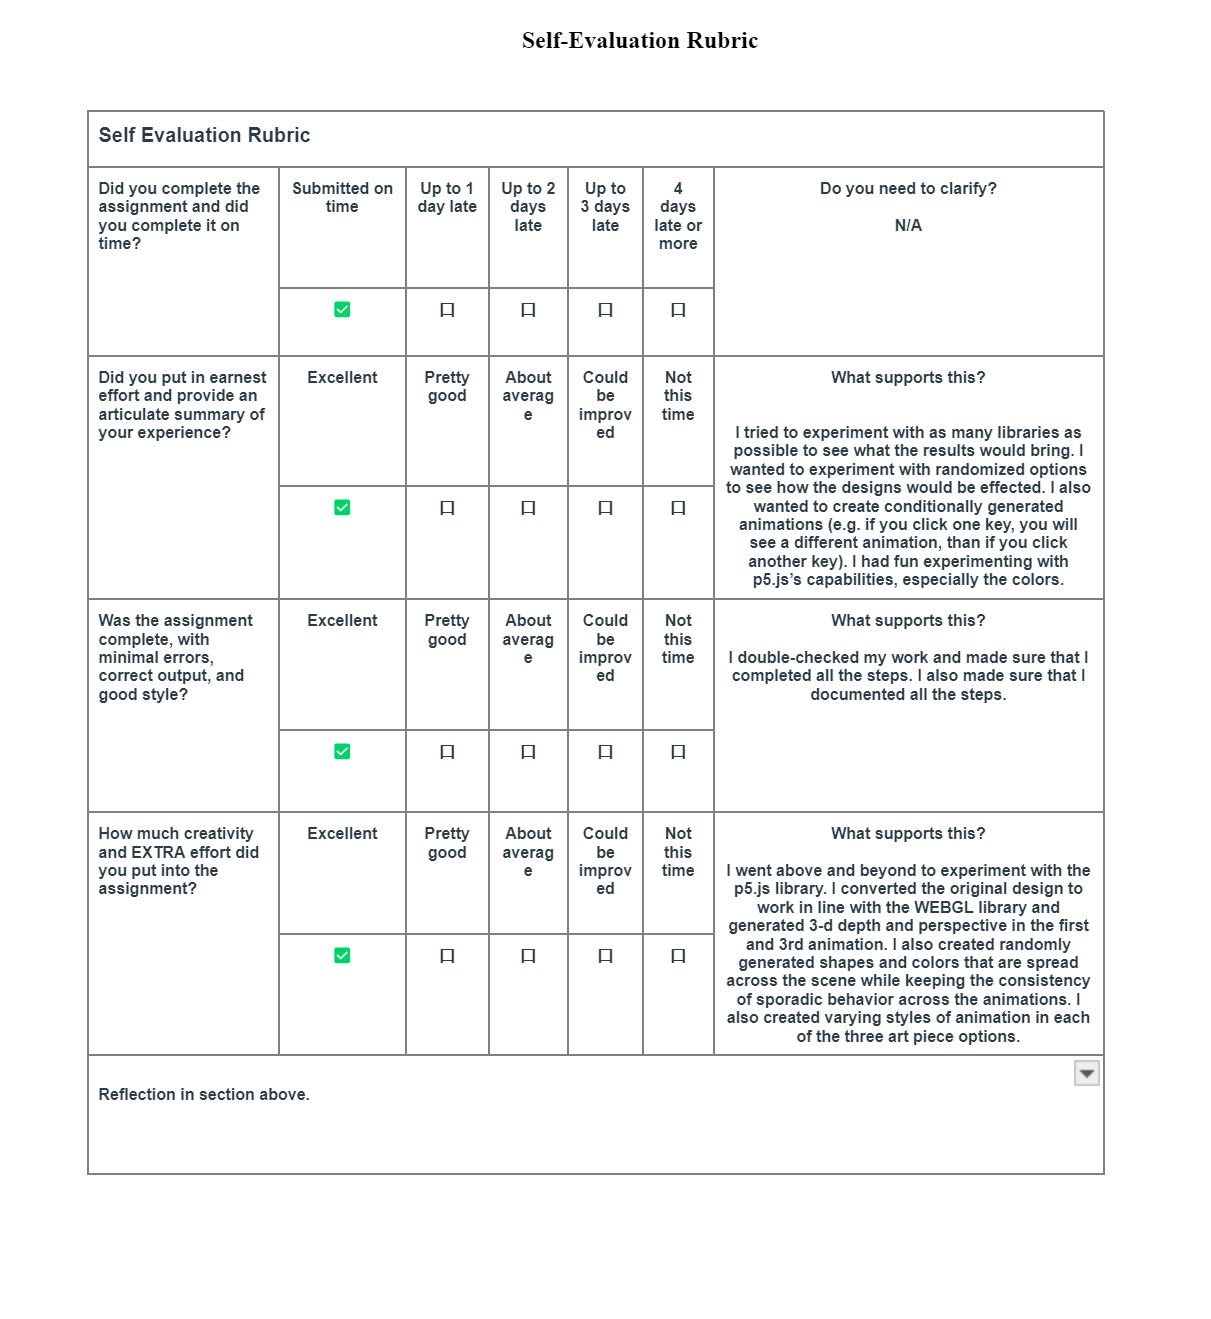 Self-Evaluation Rubric
Self Evaluation Rubric
Did you complete the
assignment and did
you complete it on
time?
Submitted on
time
Up to 1
day late
Up to 2
days
late
Up to
3 days
late
4
days
late or
more
Do you need to clarify?
N/A
Did you put in earnest
effort and provide an
articulate summary of
your experience?
Excellent
Pretty
good
About
averag
e
Could
be
improv
ed
Not
this
time
What supports this?
I tried to experiment with as many libraries as
possible to see what the results would bring. I
wanted to experiment with randomized options
to see how the designs would be effected. I also
wanted to create conditionally generated
animations (e.g. if you click one key, you will
see a different animation, than if you click
another key). I had fun experimenting with
p5.js’s capabilities, especially the colors.
Was the assignment
complete, with
minimal errors,
correct output, and
good style?
Excellent
Pretty
good
About
averag
e
Could
be
improv
ed
Not
this
time
What supports this?
I double-checked my work and made sure that I
completed all the steps. I also made sure that I
documented all the steps.
How much creativity
and EXTRA effort did
you put into the
assignment?
Excellent
Pretty
good
About
averag
e
Could
be
improv
ed
Not
this
time
What supports this?
I went above and beyond to experiment with the
p5.js library. I converted the original design to
work in line with the WEBGL library and
generated 3-d depth and perspective in the first
and 3rd animation. I also created randomly
generated shapes and colors that are spread
across the scene while keeping the consistency
of sporadic behavior across the animations. I
also created varying styles of animation in each
of the three art piece options.
Reflection in section above.